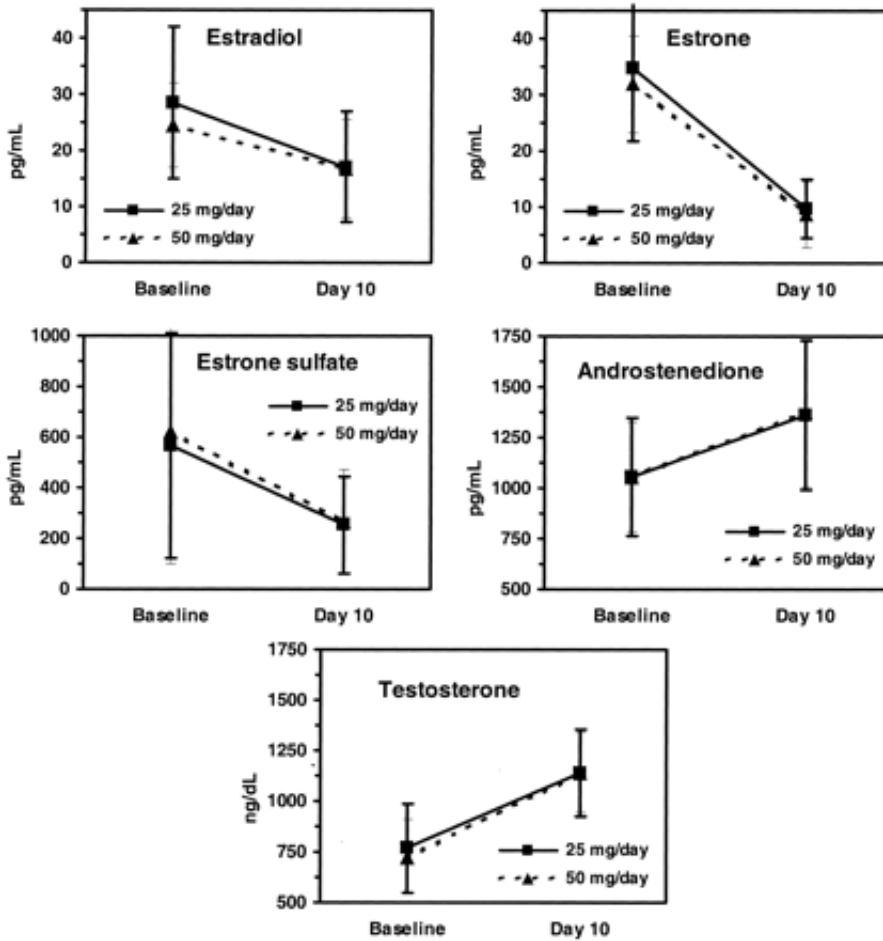 Estradiol
40
30
20
10
0
pg/mL
25 mg/day
50 mg/day
Baseline Day 10
Estrone
40
30
20
10
0
pg/mL
25 mg/day
50 mg/day
Baseline Day 10
Estrone sulfate
1000
800
600
400
200
0
pg/mL
25 mg/day
50 mg/day
Baseline Day 10
Androstenedione
1750
1500
1250
1000
750
500
pg/mL
25 mg/day
50 mg/day
Baseline Day 10
Testosterone
1750
1500
1250
1000
750
500
ng/dL
25 mg/day
50 mg/day
Baseline Day 10